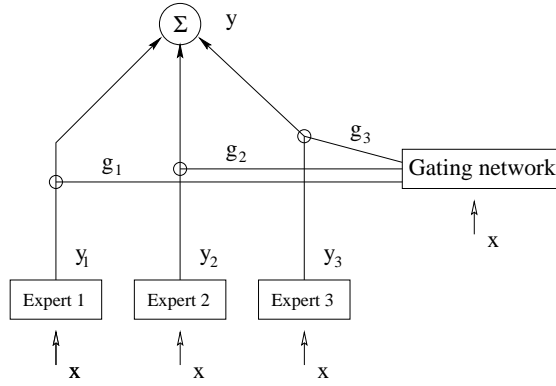 Σ y
g3
g1 g2 Gating network
x
y1 y2 y3
Expert 1 Expert 2 Expert 3
x x x